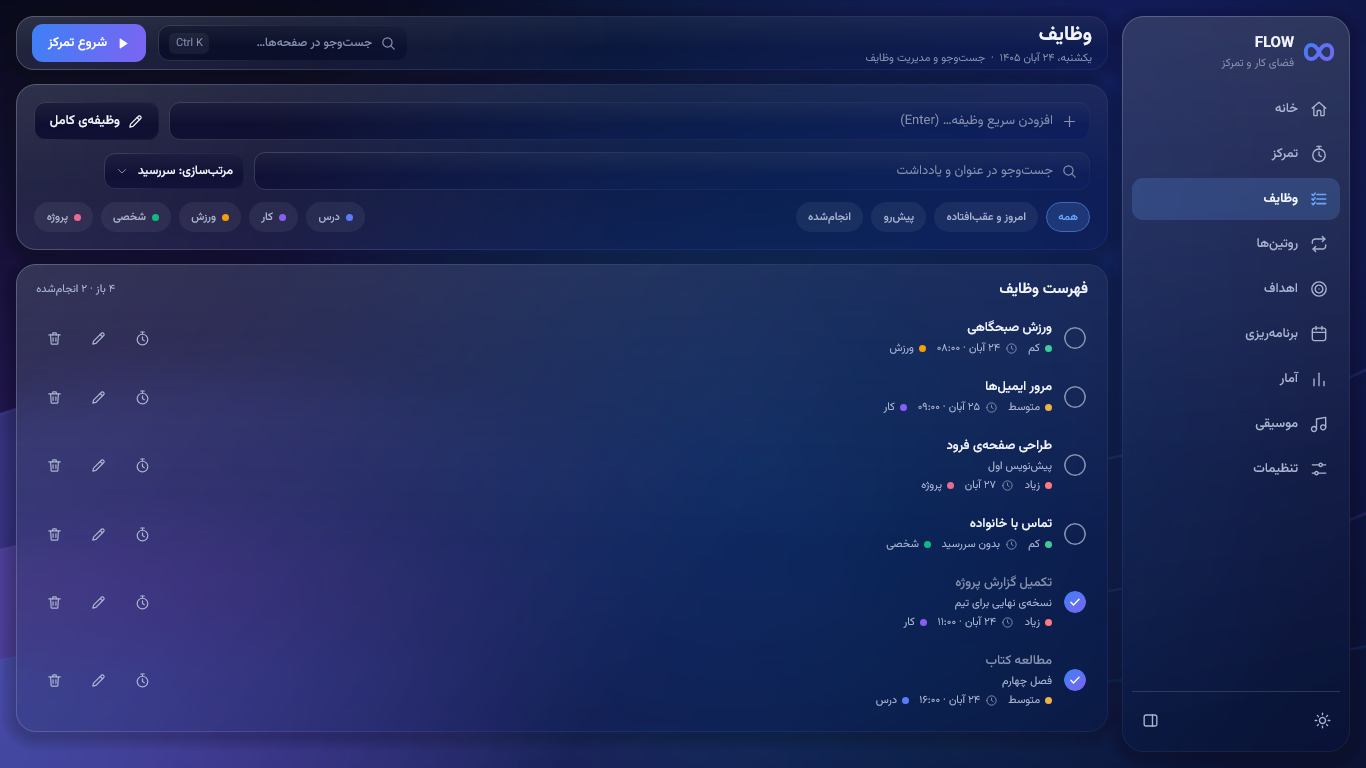 FLOW
فضای کار و تمرکز
خانه
تمرکز
وظایف
روتین‌ها
اهداف
برنامه‌ریزی
آمار
موسیقی
تنظیمات
وظایف
یکشنبه، ۲۴ آبان ۱۴۰۵ · جست‌وجو و مدیریت وظایف
جست‌وجو در صفحه‌ها…
Ctrl K
شروع تمرکز
افزودن سریع وظیفه… (Enter)
وظیفه‌ی کامل
جست‌وجو در عنوان و یادداشت
مرتب‌سازی: سررسید
همه
امروز و عقب‌افتاده
پیش‌رو
انجام‌شده
درس
کار
ورزش
شخصی
پروژه
فهرست وظایف
۴ باز · ۲ انجام‌شده
ورزش صبحگاهی
کم ۲۴ آبان · ۰۸:۰۰ ورزش
مرور ایمیل‌ها
متوسط ۲۵ آبان · ۰۹:۰۰ کار
طراحی صفحه‌ی فرود
پیش‌نویس اول
زیاد ۲۷ آبان پروژه
تماس با خانواده
کم بدون سررسید شخصی
تکمیل گزارش پروژه
نسخه‌ی نهایی برای تیم
زیاد ۲۴ آبان · ۱۱:۰۰ کار
مطالعه کتاب
فصل چهارم
متوسط ۲۴ آبان · ۱۶:۰۰ درس